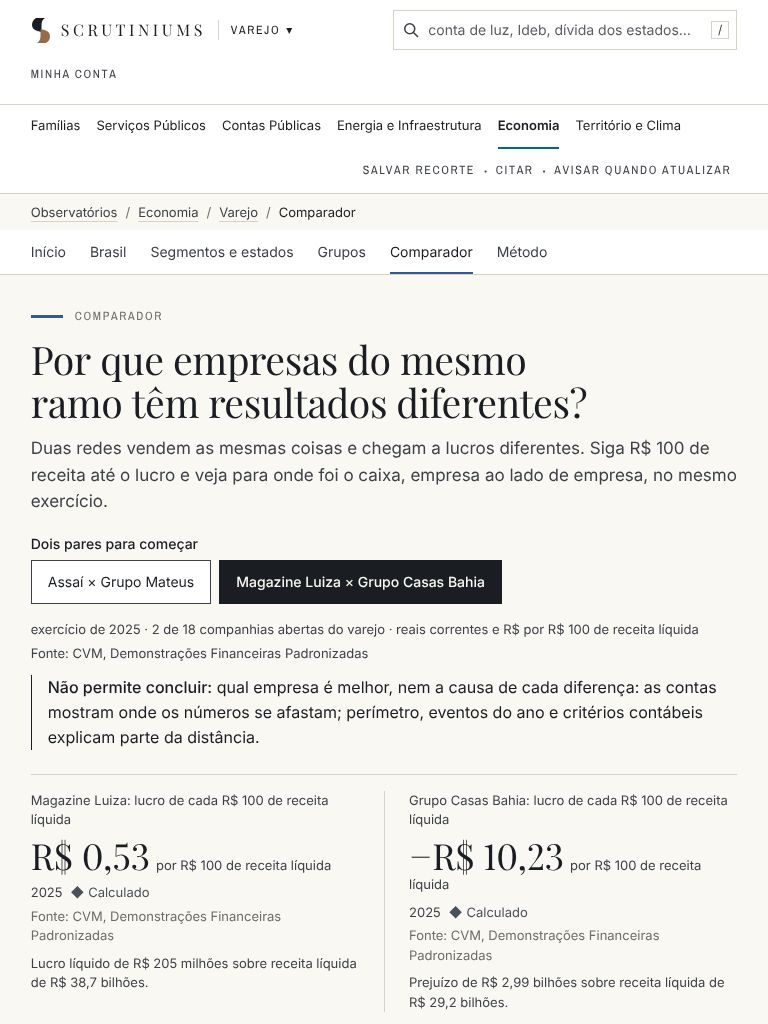 SCRUTINIUMS
VAREJO ▾
conta de luz, Ideb, dívida dos estados...
/
MINHA CONTA
Famílias Serviços Públicos Contas Públicas Energia e Infraestrutura Economia Território e Clima
SALVAR RECORTE · CITAR · AVISAR QUANDO ATUALIZAR
Observatórios / Economia / Varejo / Comparador
Início Brasil Segmentos e estados Grupos Comparador Método
COMPARADOR
Por que empresas do mesmo
ramo têm resultados diferentes?
Duas redes vendem as mesmas coisas e chegam a lucros diferentes. Siga R$ 100 de
receita até o lucro e veja para onde foi o caixa, empresa ao lado de empresa, no mesmo
exercício.
Dois pares para começar
Assaí × Grupo Mateus
Magazine Luiza × Grupo Casas Bahia
exercício de 2025 · 2 de 18 companhias abertas do varejo · reais correntes e R$ por R$ 100 de receita líquida
Fonte: CVM, Demonstrações Financeiras Padronizadas
Não permite concluir: qual empresa é melhor, nem a causa de cada diferença: as contas
mostram onde os números se afastam; perímetro, eventos do ano e critérios contábeis
explicam parte da distância.
Magazine Luiza: lucro de cada R$ 100 de receita
líquida
R$ 0,53 por R$ 100 de receita líquida
2025 ◆ Calculado
Fonte: CVM, Demonstrações Financeiras
Padronizadas
Lucro líquido de R$ 205 milhões sobre receita líquida
de R$ 38,7 bilhões.
Grupo Casas Bahia: lucro de cada R$ 100 de receita
líquida
−R$ 10,23 por R$ 100 de receita
líquida
2025 ◆ Calculado
Fonte: CVM, Demonstrações Financeiras
Padronizadas
Prejuízo de R$ 2,99 bilhões sobre receita líquida de
R$ 29,2 bilhões.